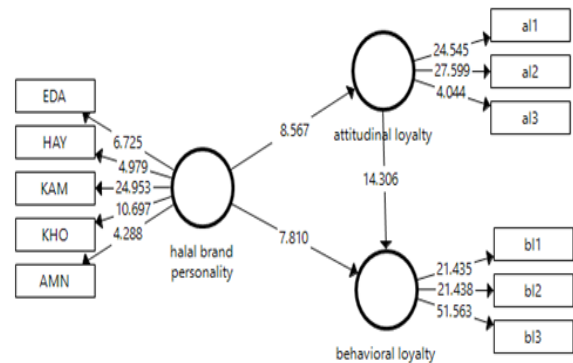 EDA
HAY
KAM
KHO
AMN
6.725
4.979
24.953
10.697
4.288
halal brand
personality
8.567
7.810
attitudinal loyalty
14.306
24.545
27.599
4.044
al1
al2
al3
behavioral loyalty
21.435
21.438
51.563
bl1
bl2
bl3